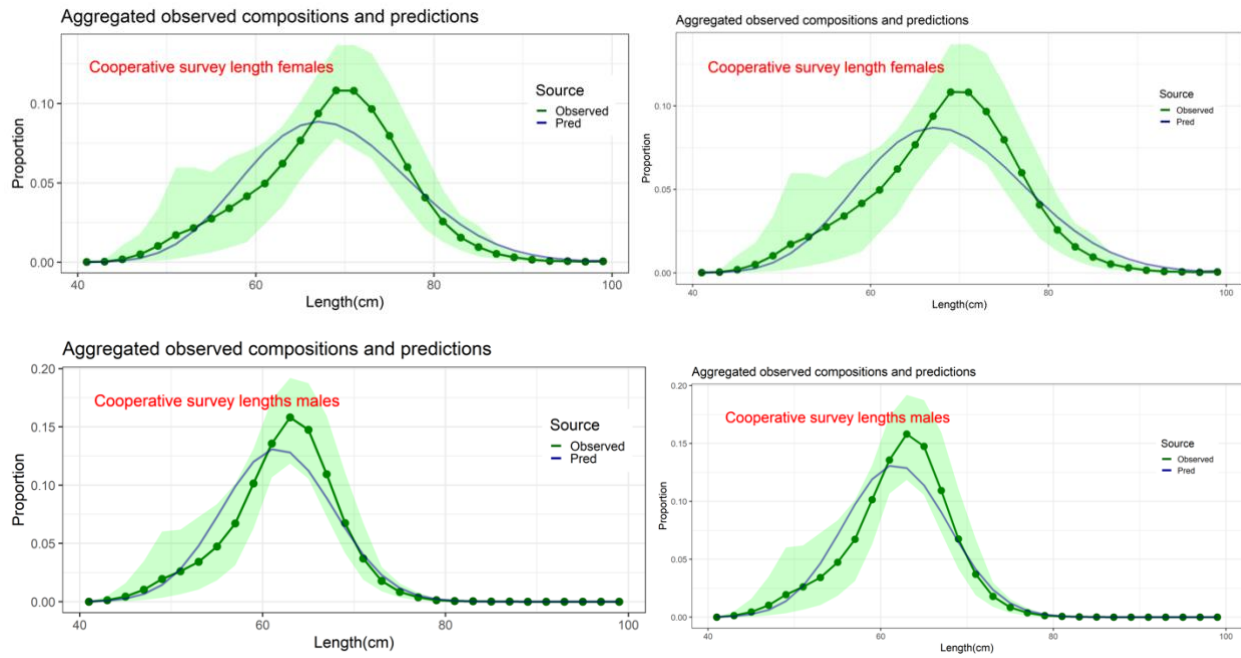 Aggregated observed compositions and predictions
Cooperative survey length females
Source
Observed
Pred
0.10
0.05
0.00
Proportion
40
60
80
100
Length(cm)
Aggregated observed compositions and predictions
Cooperative survey length females
Source
Observed
Pred
0.10
0.05
0.00
Proportion
40
60
80
100
Length(cm)
Aggregated observed compositions and predictions
Cooperative survey lengths males
Source
Observed
Pred
0.20
0.15
0.10
0.05
0.00
Proportion
40
60
80
100
Length(cm)
Aggregated observed compositions and predictions
Cooperative survey lengths males
Source
Observed
Pred
0.20
0.15
0.10
0.05
0.00
Proportion
40
60
80
100
Length(cm)